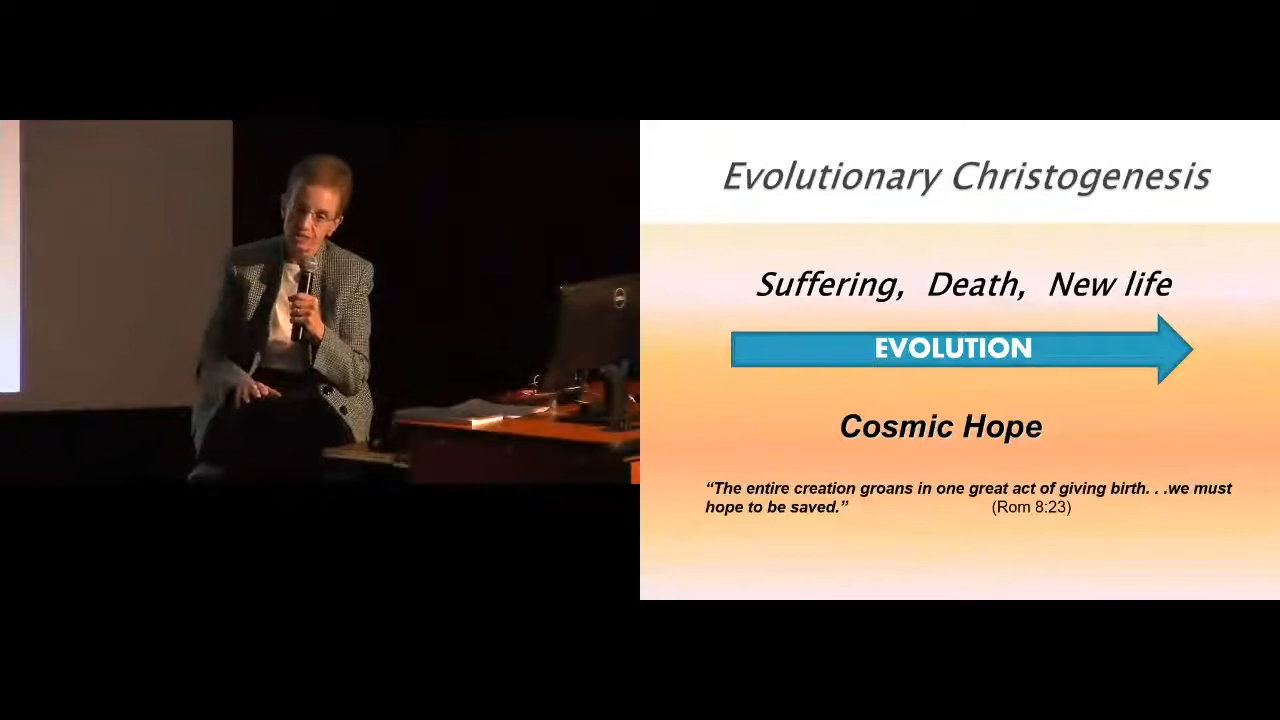 Evolutionary Christogenesis
Suffering, Death, New life
EVOLUTION
Cosmic Hope
“The entire creation groans in one great act of giving birth. . .we must
hope to be saved.” (Rom 8:23)